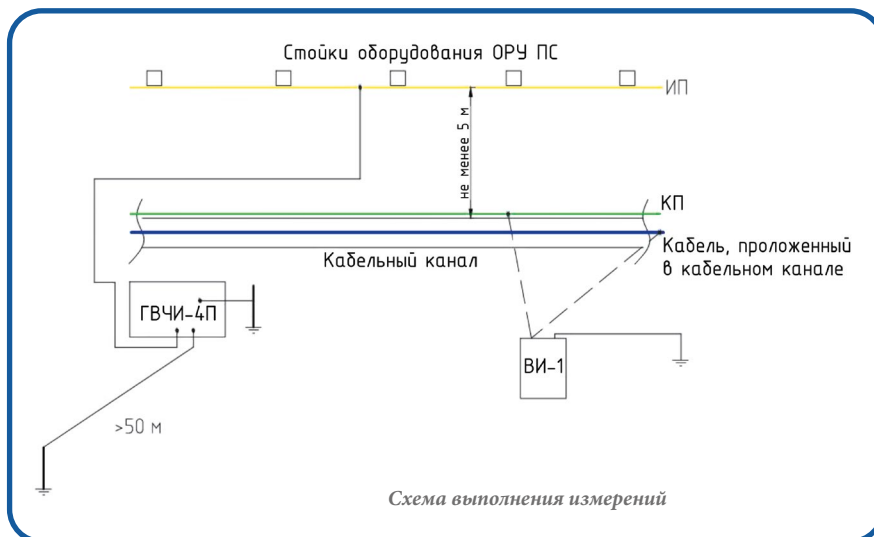 Стойки оборудования ОРУ ПС
ИП
не менее 5 м
КП
Кабель, проложенный
в кабельном канале
Кабельный канал
ГВЧИ-4П
ВИ-1
>50 м
Схема выполнения измерений